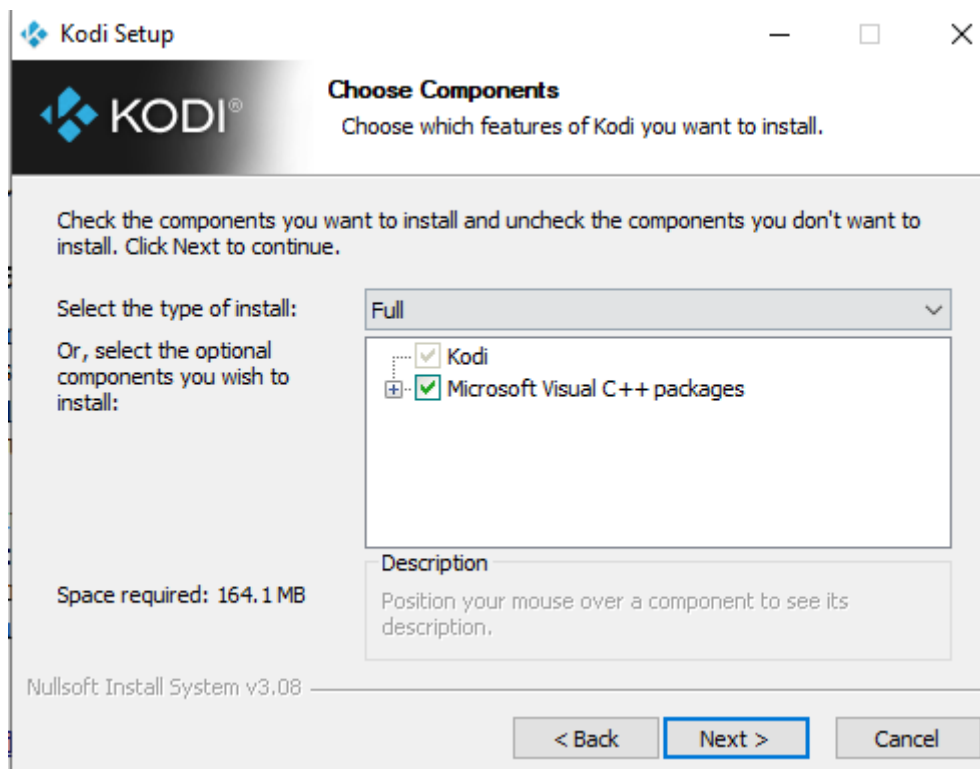 Kodi Setup
KODI®
Choose Components
Choose which features of Kodi you want to install.
Check the components you want to install and uncheck the components you don't want to
install. Click Next to continue.
Select the type of install:
Full
Or, select the optional
components you wish to
install:
Kodi
Microsoft Visual C++ packages
Space required: 164.1 MB
Description
Position your mouse over a component to see its
description.
Nullsoft Install System v3.08
< Back
Next >
Cancel